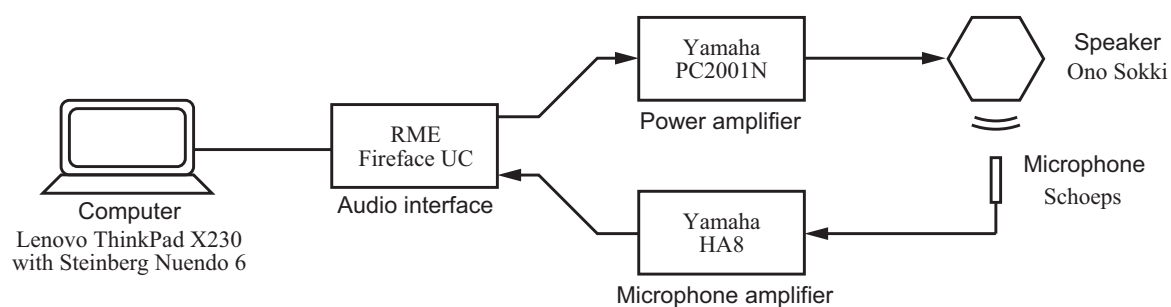 Yamaha
PC2001N
Power amplifier
Speaker
Ono Sokki
RME
Fireface UC
Audio interface
Microphone
Schoeps
Computer
Lenovo ThinkPad X230
with Steinberg Nuendo 6
Yamaha
HA8
Microphone amplifier